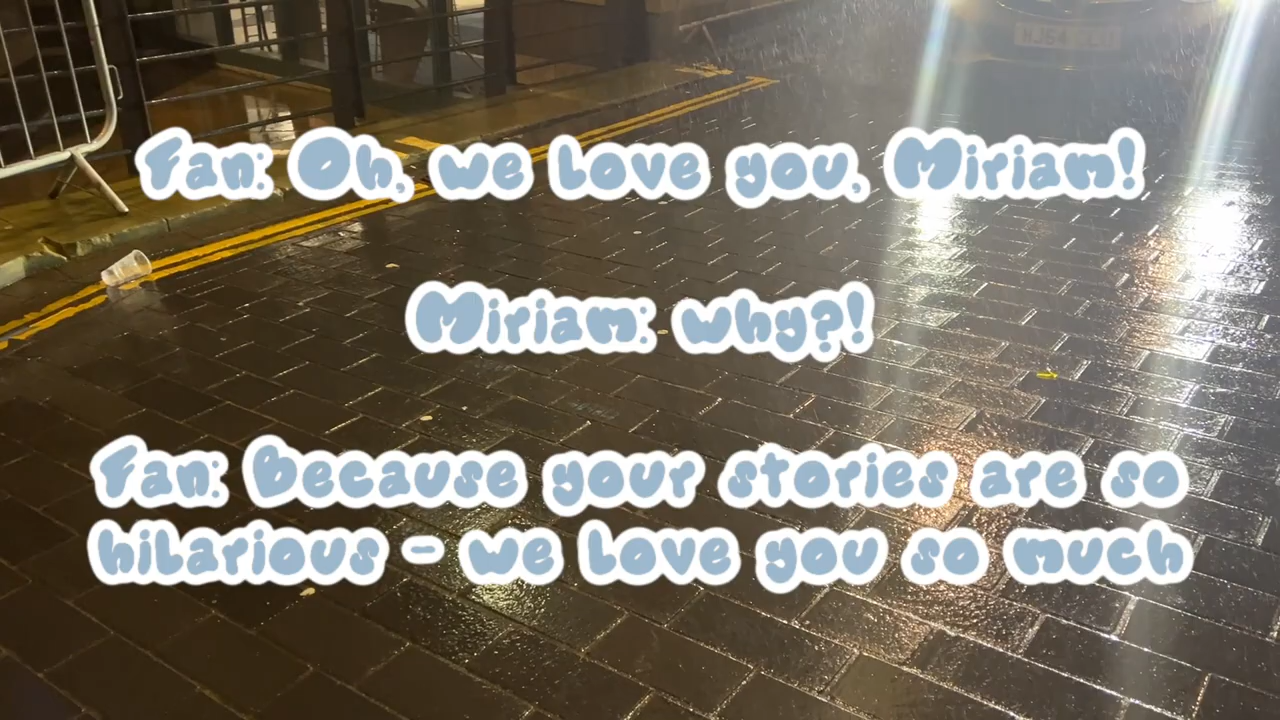 Fan: Oh, we love you, Miriam!
Miriam: why?!
Fan: Because your stories are so
hilarious - we love you so much